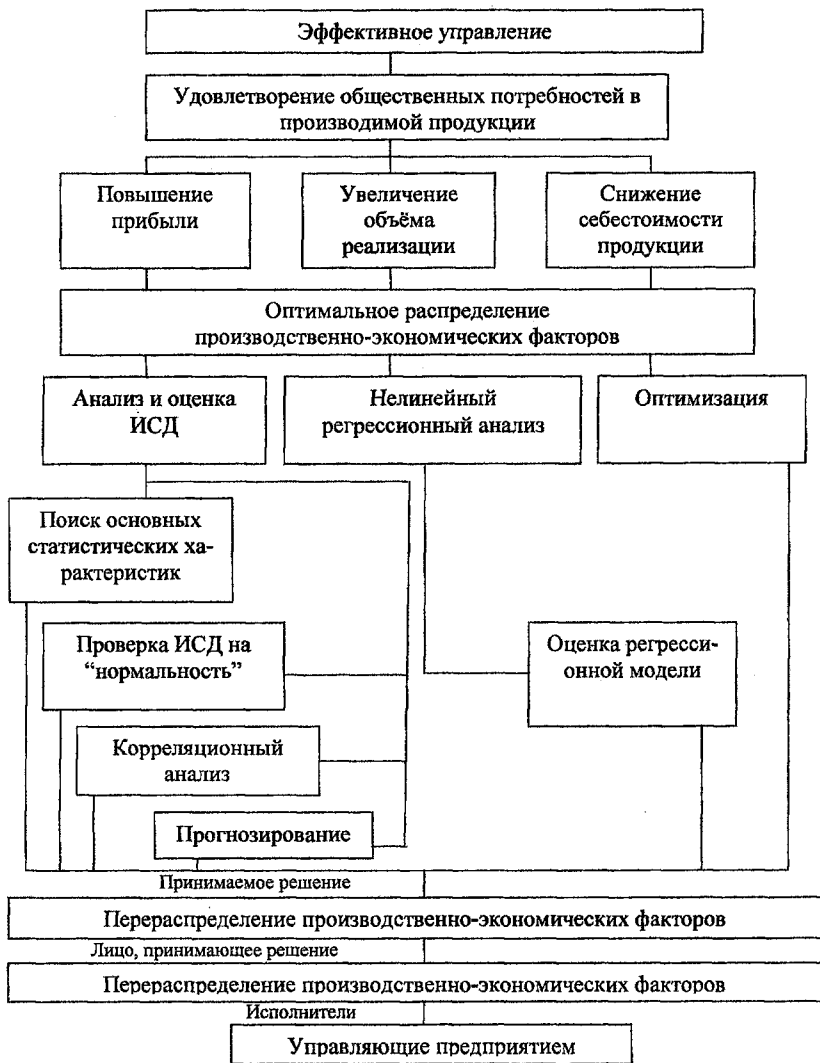 Эффективное управление
Удовлетворение общественных потребностей в
производимой продукции
Повышение
прибыли
Увеличение
объёма
реализации
Снижение
себестоимости
продукции
Оптимальное распределение
производственно-экономических факторов
Анализ и оценка
ИСД
Нелинейный
регрессионный анализ
Оптимизация
Поиск основных
статистических ха-
рактеристик
Проверка ИСД на
“нормальность”
Оценка регресси-
онной модели
Корреляционный
анализ
Прогнозирование
Принимаемое решение
Перераспределение производственно-экономических факторов
Лицо, принимающее решение
Перераспределение производственно-экономических факторов
Исполнители
Управляющие предприятием